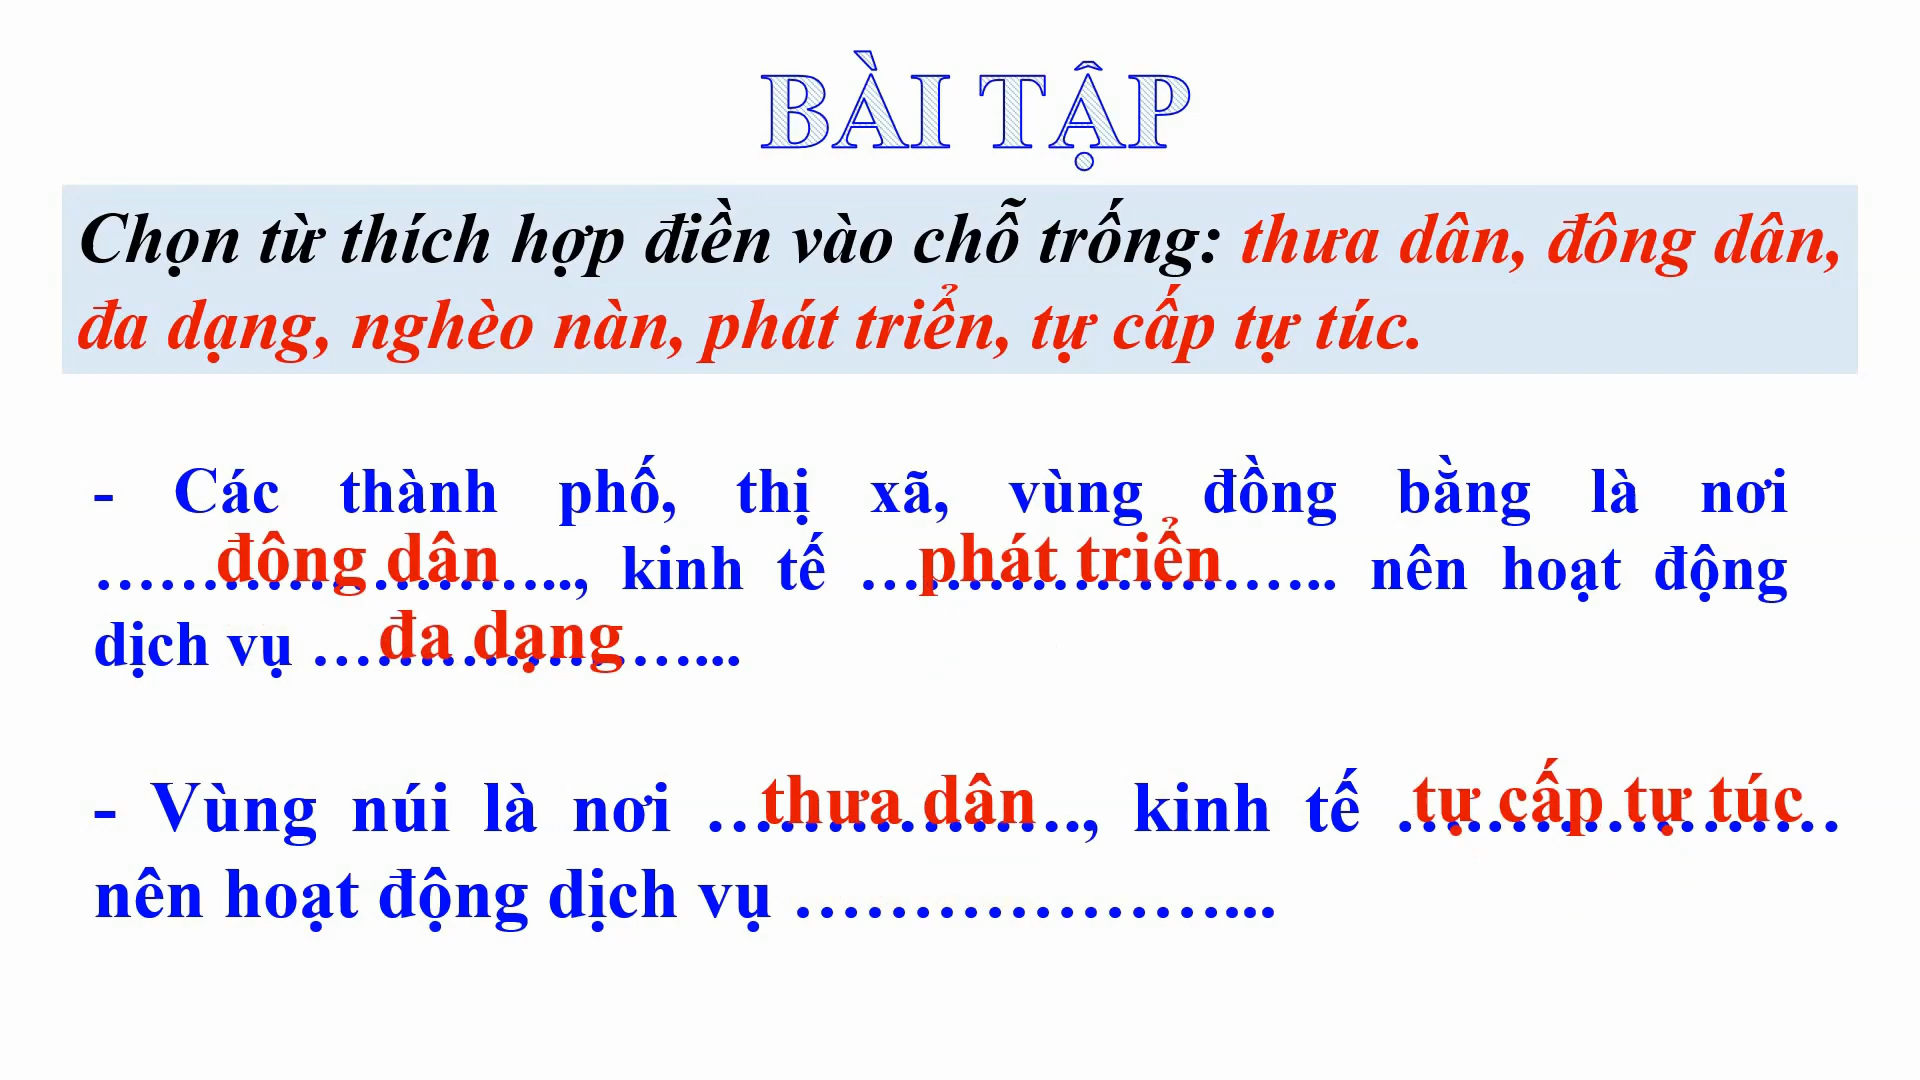 BÀI TẬP
Chọn từ thích hợp điền vào chỗ trống: thưa dân, đông dân,
đa dạng, nghèo nàn, phát triển, tự cấp tự túc.
- Các thành phố, thị xã, vùng đồng bằng là nơi
……đông dân…….., kinh tế …phát triển….. nên hoạt động
dịch vụ …đa dạng…...
- Vùng núi là nơi …thưa dân…., kinh tế …tự cấp tự túc…
nên hoạt động dịch vụ ………………...